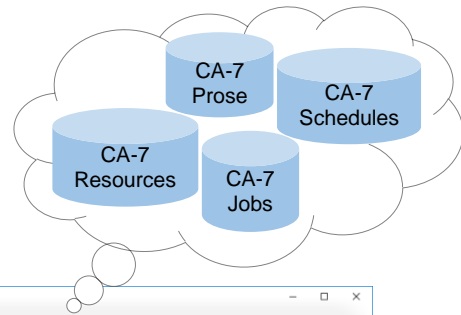 CA-7
Prose
CA-7
Schedules
CA-7
Resources
CA-7
Jobs